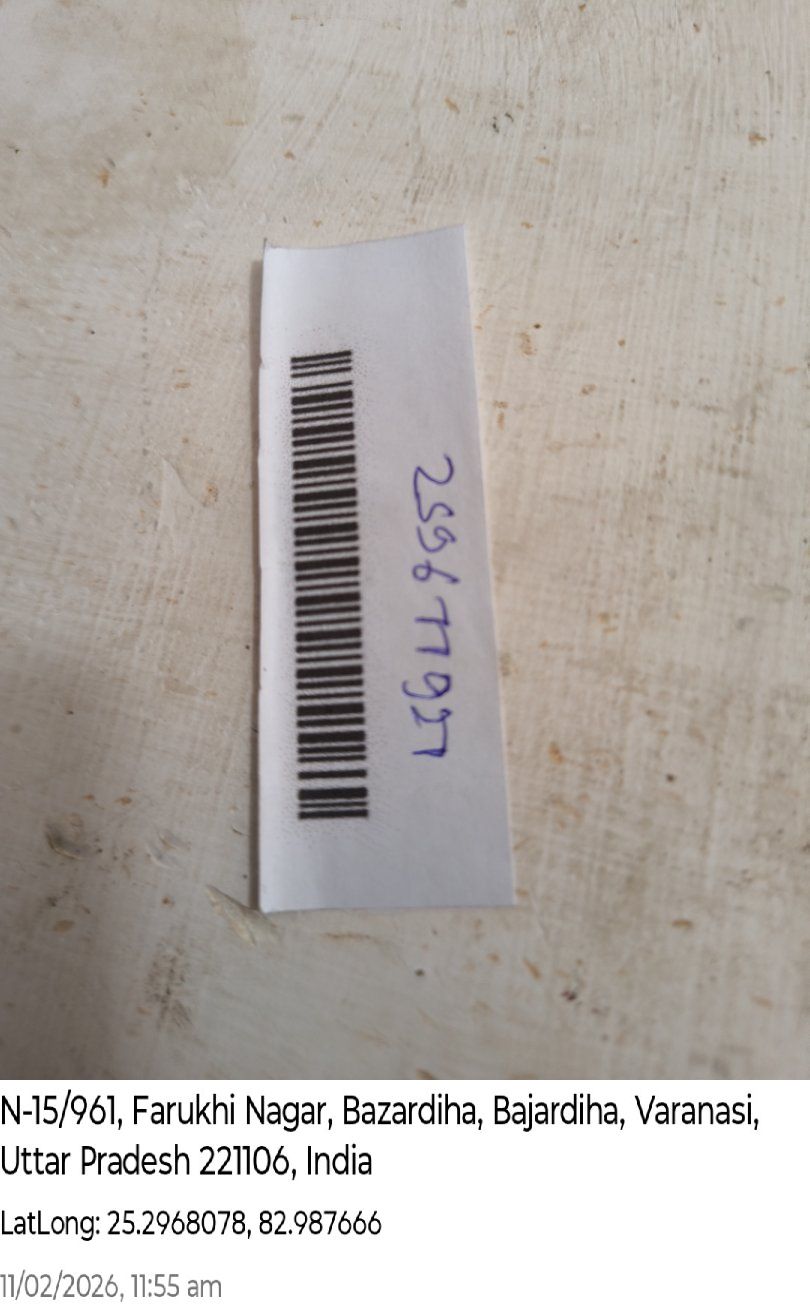 255677927
N-15/961, Farukhi Nagar, Bazardiha, Bajardiha, Varanasi,
Uttar Pradesh 221106, India
LatLong: 25.2968078, 82.987666
11/02/2026, 11:55 am